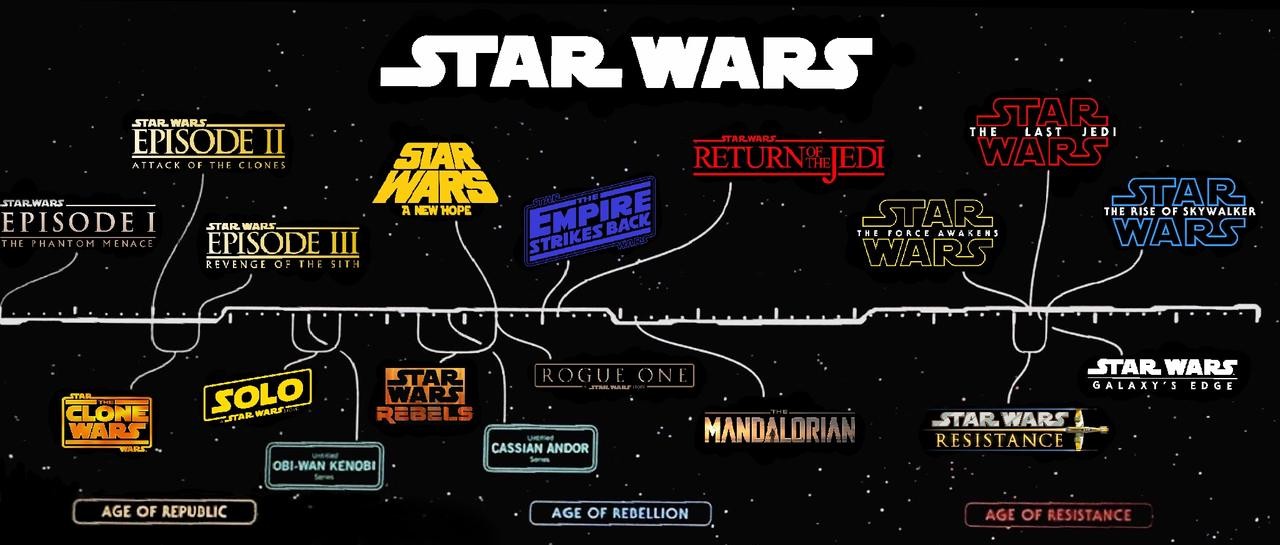 STAR WARS
STAR WARS
EPISODE II
ATTACK OF THE CLONES
STAR WARS
EPISODE I
THE PHANTOM MENACE
STAR WARS
EPISODE III
REVENGE OF THE SITH
STAR
WARS
A NEW HOPE
STAR
THE
EMPIRE
STRIKES BACK
WARS
STAR WARS
RETURN OF THE JEDI
STAR
THE FORCE AWAKENS
WARS
STAR
THE LAST JEDI
WARS
STAR
THE RISE OF SKYWALKER
WARS
STAR
THE
CLONE
WARS
WARS
SOLO
A STAR WARS STORY
Untitled
OBI-WAN KENOBI
Series
STAR
WARS
REBELS
Untitled
CASSIAN ANDOR
Series
ROGUE ONE
A STAR WARS STORY
THE
MANDALORIAN
STAR WARS
RESISTANCE
STAR WARS
GALAXY'S EDGE
AGE OF REPUBLIC
AGE OF REBELLION
AGE OF RESISTANCE